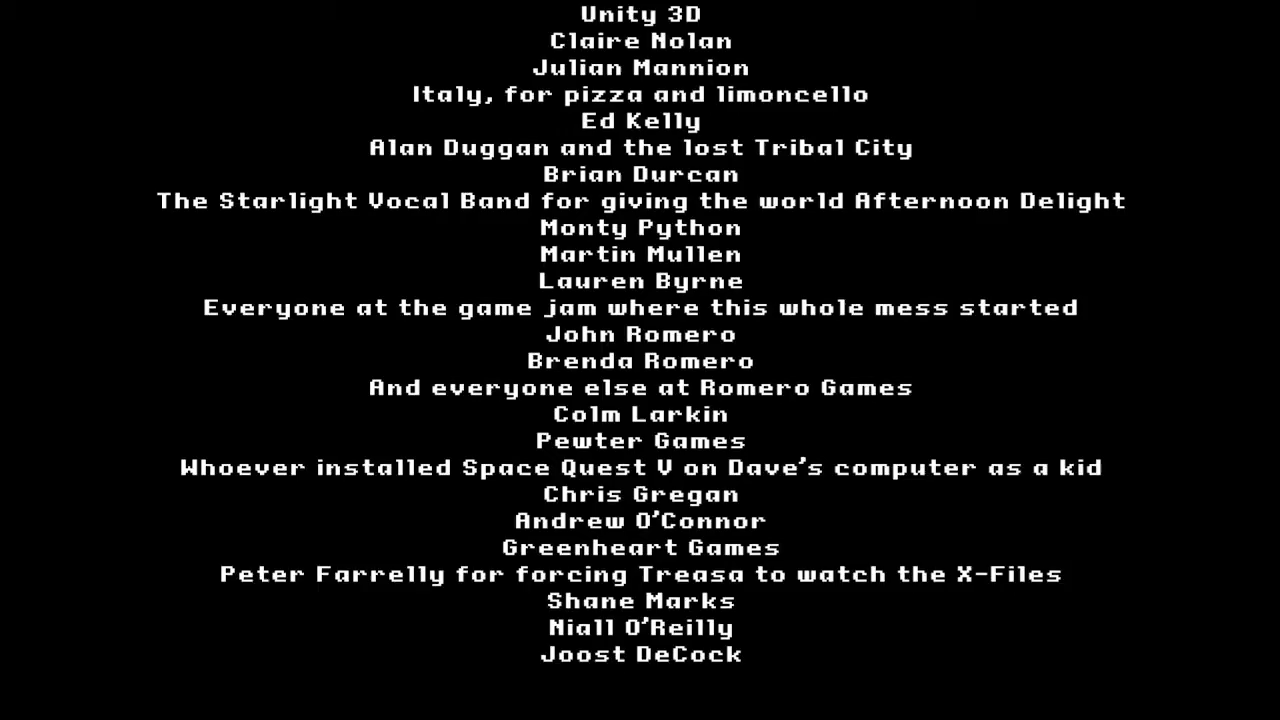 Unity 3D
Claire Nolan
Julian Mannion
Italy, for pizza and limoncello
Ed Kelly
Alan Duggan and the lost Tribal City
Brian Durcan
The Starlight Vocal Band for giving the world Afternoon Delight
Monty Python
Martin Mullen
Lauren Byrne
Everyone at the game jam where this whole mess started
John Romero
Brenda Romero
And everyone else at Romero Games
Colm Larkin
Pewter Games
Whoever installed Space Quest V on Dave's computer as a kid
Chris Gregan
Andrew O'Connor
Greenheart Games
Peter Farrelly for forcing Treasa to watch the X-Files
Shane Marks
Niall O'Reilly
Joost DeCock